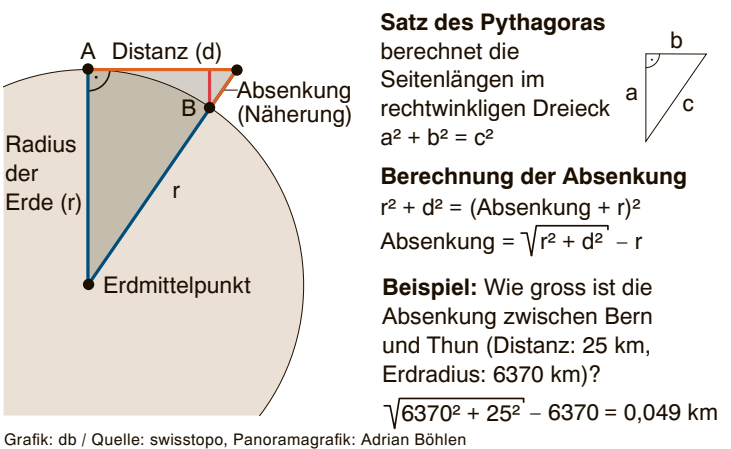 A
Distanz (d)
Absenkung
(Näherung)
B
Radius
der
Erde (r)
r
Erdmittelpunkt
Satz des Pythagoras
berechnet die
Seitenlängen im
rechtwinkligen Dreieck
a² + b² = c²
b
a
c
Berechnung der Absenkung
r² + d² = (Absenkung + r)²
Absenkung = √r² + d² – r
Beispiel: Wie gross ist die
Absenkung zwischen Bern
und Thun (Distanz: 25 km,
Erdradius: 6370 km)?
√6370² + 25² – 6370 = 0,049 km
Grafik: db / Quelle: swisstopo, Panoramagrafik: Adrian Böhlen